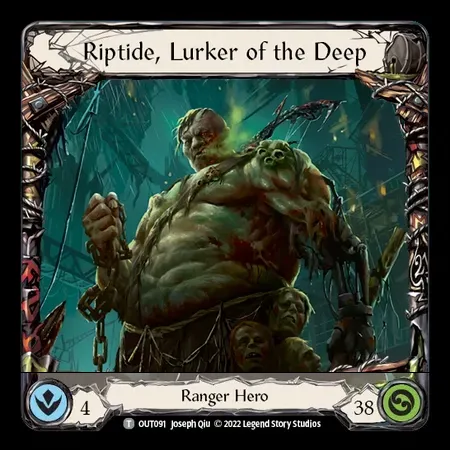 Riptide, Lurker of the Deep
4
Ranger Hero
38
T OUT091 Joseph Qiu © 2022 Legend Story Studios